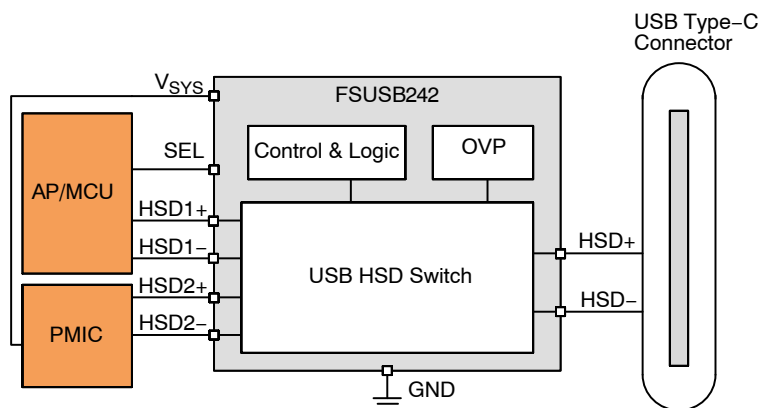 USB Type–C
Connector
VSYS
FSUSB242
SEL
Control & Logic
OVP
AP/MCU
HSD1+
HSD1–
USB HSD Switch
HSD+
HSD2+
HSD–
PMIC
HSD2–
GND